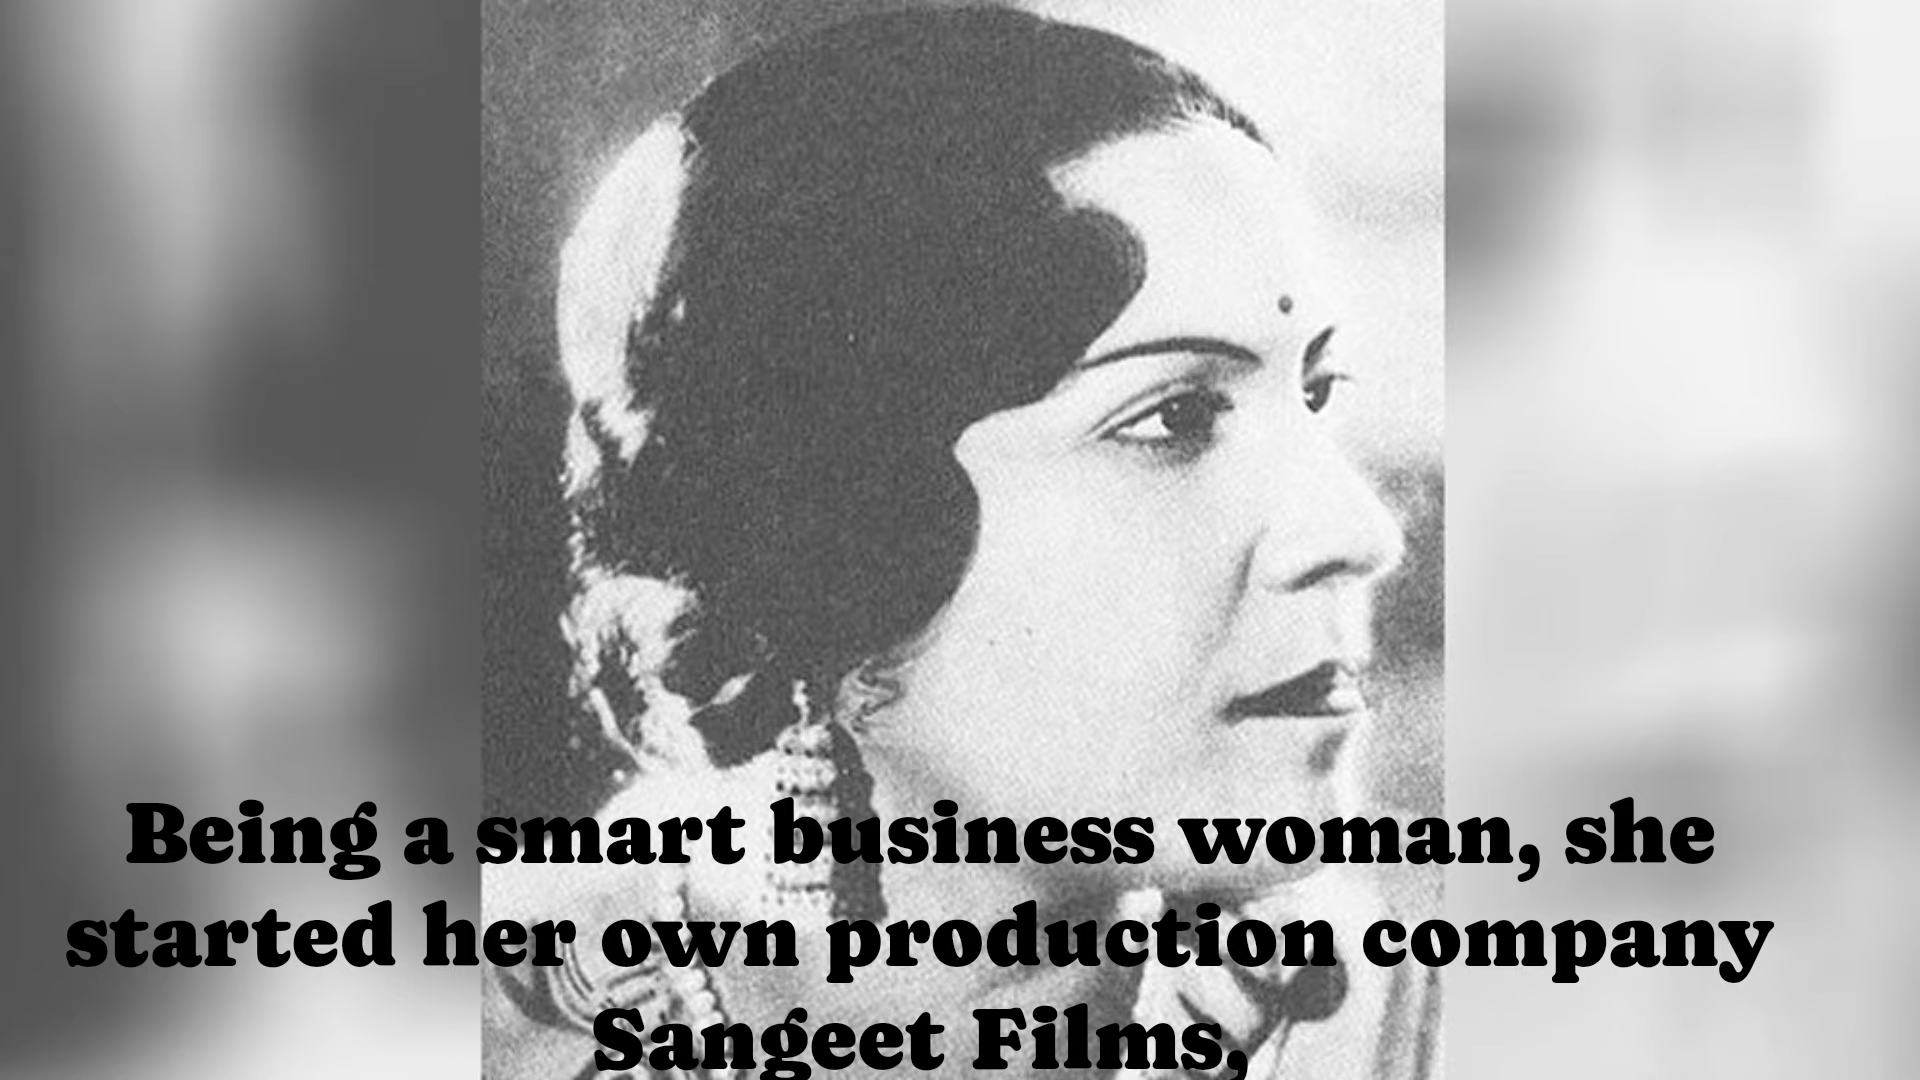 Being a smart business woman, she
started her own production company
Sangeet Films,